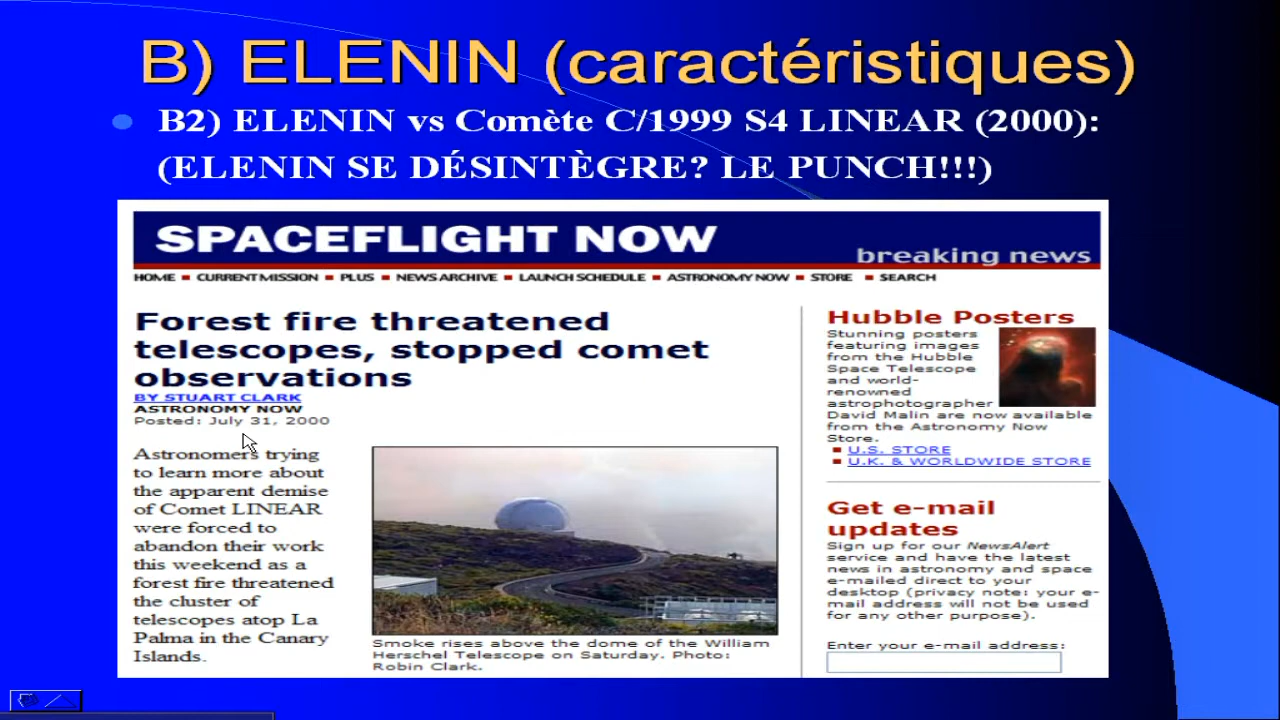 B) ELENIN (caractéristiques)
B2) ELENIN vs Comète C/1999 S4 LINEAR (2000):
(ELENIN SE DÉSINTÈGRE? LE PUNCH!!!)
SPACEFLIGHT NOW
breaking news
HOME ▪ CURRENT MISSION ▪ PLUS ▪ NEWS ARCHIVE ▪ LAUNCH SCHEDULE ▪ ASTRONOMY NOW ▪ STORE ▪ SEARCH
Forest fire threatened
telescopes, stopped comet
observations
BY STUART CLARK
ASTRONOMY NOW
Posted: July 31, 2000
Astronomers trying
to learn more about
the apparent demise
of Comet LINEAR
were forced to
abandon their work
this weekend as a
forest fire threatened
the cluster of
telescopes atop La
Palma in the Canary
Islands.
Smoke rises above the dome of the William
Herschel Telescope on Saturday. Photo:
Robin Clark.
Hubble Posters
Stunning posters
featuring images
from the Hubble
Space Telescope
and world-
renowned
astrophotographer
David Malin are now available
from the Astronomy Now
Store.
U.S. STORE
U.K. & WORLDWIDE STORE
Get e-mail
updates
Sign up for our NewsAlert
service and have the latest
news in astronomy and space
e-mailed direct to your
desktop (privacy note: your e-
mail address will not be used
for any other purpose).
Enter your e-mail address: